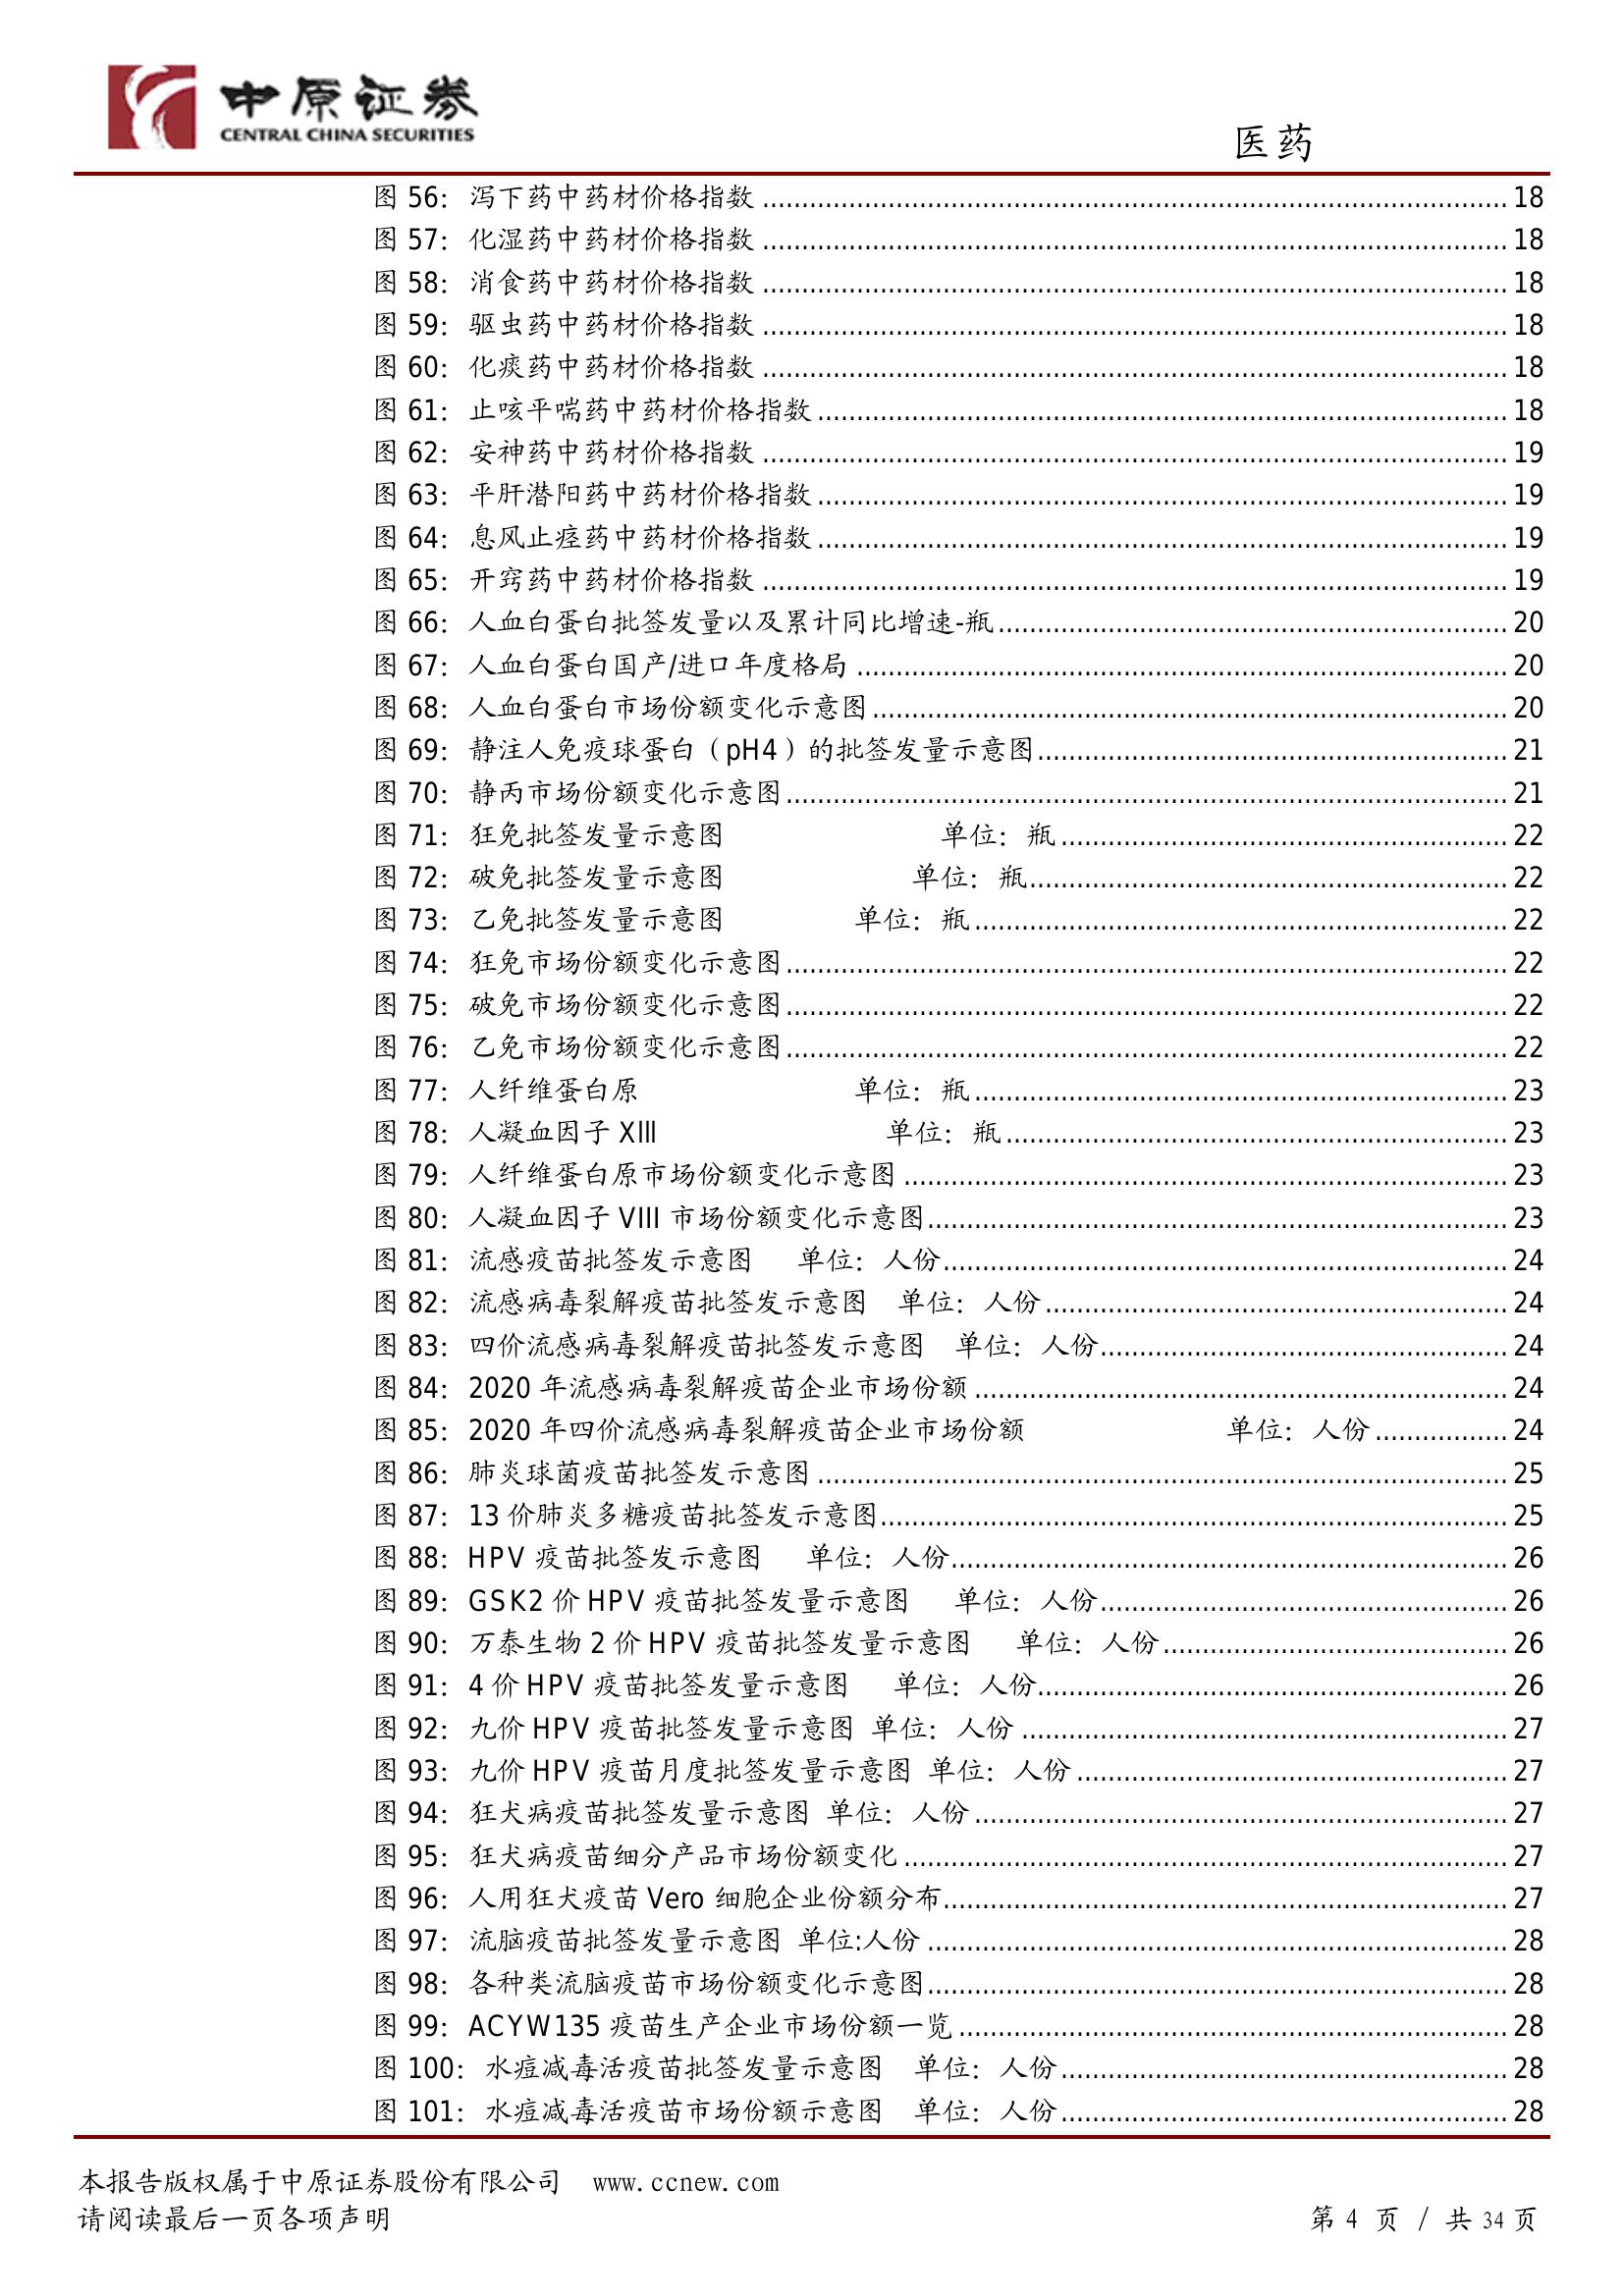 中原证券
CENTRAL CHINA SECURITIES
医药
图 56：泻下药中药材价格指数 18
图 57：化湿药中药材价格指数 18
图 58：消食药中药材价格指数 18
图 59：驱虫药中药材价格指数 18
图 60：化痰药中药材价格指数 18
图 61：止咳平喘药中药材价格指数 18
图 62：安神药中药材价格指数 19
图 63：平肝潜阳药中药材价格指数 19
图 64：息风止痉药中药材价格指数 19
图 65：开窍药中药材价格指数 19
图 66：人血白蛋白批签发量以及累计同比增速-瓶 20
图 67：人血白蛋白国产/进口年度格局 20
图 68：人血白蛋白市场份额变化示意图 20
图 69：静注人免疫球蛋白（pH4）的批签发量示意图 21
图 70：静丙市场份额变化示意图 21
图 71：狂免批签发量示意图 单位：瓶 22
图 72：破免批签发量示意图 单位：瓶 22
图 73：乙免批签发量示意图 单位：瓶 22
图 74：狂免市场份额变化示意图 22
图 75：破免市场份额变化示意图 22
图 76：乙免市场份额变化示意图 22
图 77：人纤维蛋白原 单位：瓶 23
图 78：人凝血因子 XIII 单位：瓶 23
图 79：人纤维蛋白原市场份额变化示意图 23
图 80：人凝血因子 VIII 市场份额变化示意图 23
图 81：流感疫苗批签发示意图 单位：人份 24
图 82：流感病毒裂解疫苗批签发示意图 单位：人份 24
图 83：四价流感病毒裂解疫苗批签发示意图 单位：人份 24
图 84：2020 年流感病毒裂解疫苗企业市场份额 24
图 85：2020 年四价流感病毒裂解疫苗企业市场份额 单位：人份 24
图 86：肺炎球菌疫苗批签发示意图 25
图 87：13 价肺炎多糖疫苗批签发示意图 25
图 88：HPV 疫苗批签发示意图 单位：人份 26
图 89：GSK2 价 HPV 疫苗批签发量示意图 单位：人份 26
图 90：万泰生物 2 价 HPV 疫苗批签发量示意图 单位：人份 26
图 91：4 价 HPV 疫苗批签发量示意图 单位：人份 26
图 92：九价 HPV 疫苗批签发量示意图 单位：人份 27
图 93：九价 HPV 疫苗月度批签发量示意图 单位：人份 27
图 94：狂犬病疫苗批签发量示意图 单位：人份 27
图 95：狂犬病疫苗细分产品市场份额变化 27
图 96：人用狂犬疫苗 Vero 细胞企业份额分布 27
图 97：流脑疫苗批签发量示意图 单位:人份 28
图 98：各种类流脑疫苗市场份额变化示意图 28
图 99：ACYW135 疫苗生产企业市场份额一览 28
图 100：水痘减毒活疫苗批签发量示意图 单位：人份 28
图 101：水痘减毒活疫苗市场份额示意图 单位：人份 28
本报告版权属于中原证券股份有限公司 www.ccnew.com
请阅读最后一页各项声明 第 4 页 / 共 34 页